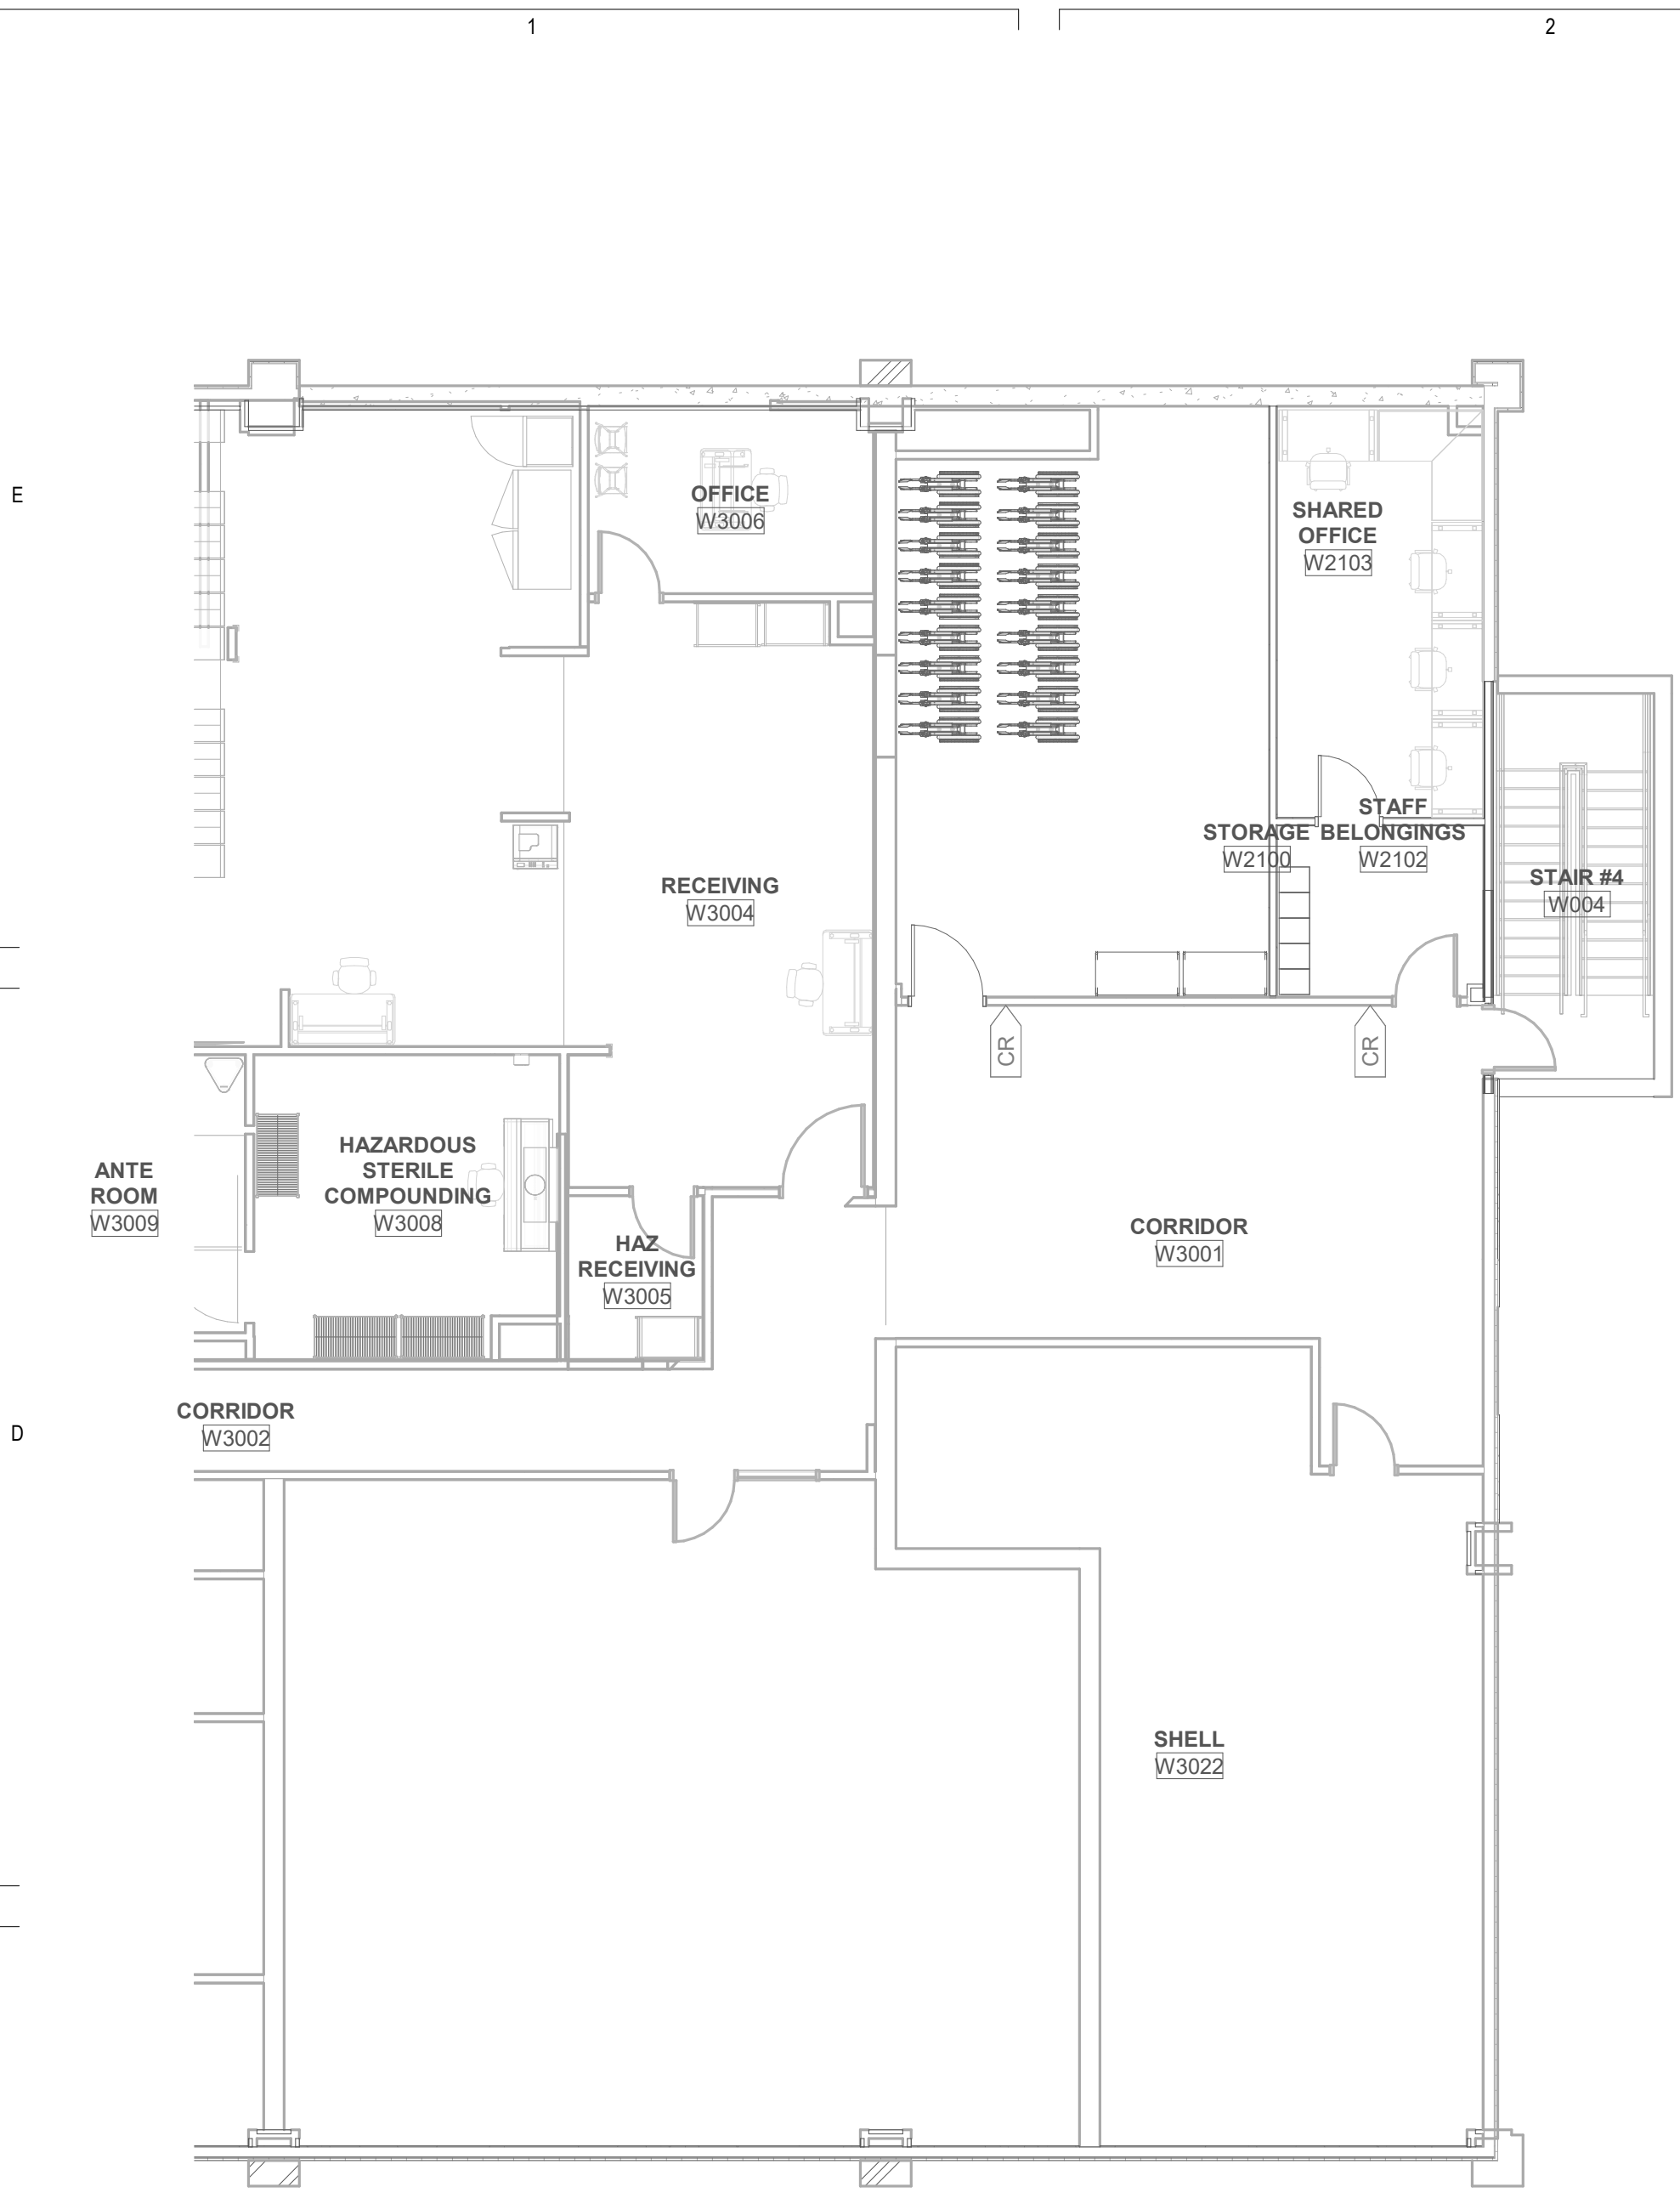 1
2
E
OFFICE
W3006
SHARED
OFFICE
W2103
STORAGE
W2100
STAFF
BELONGINGS
W2102
STAIR #4
W004
RECEIVING
W3004
CR
CR
ANTE
ROOM
W3009
HAZARDOUS
STERILE
COMPOUNDING
W3008
HAZ
RECEIVING
W3005
CORRIDOR
W3001
D
CORRIDOR
W3002
SHELL
W3022